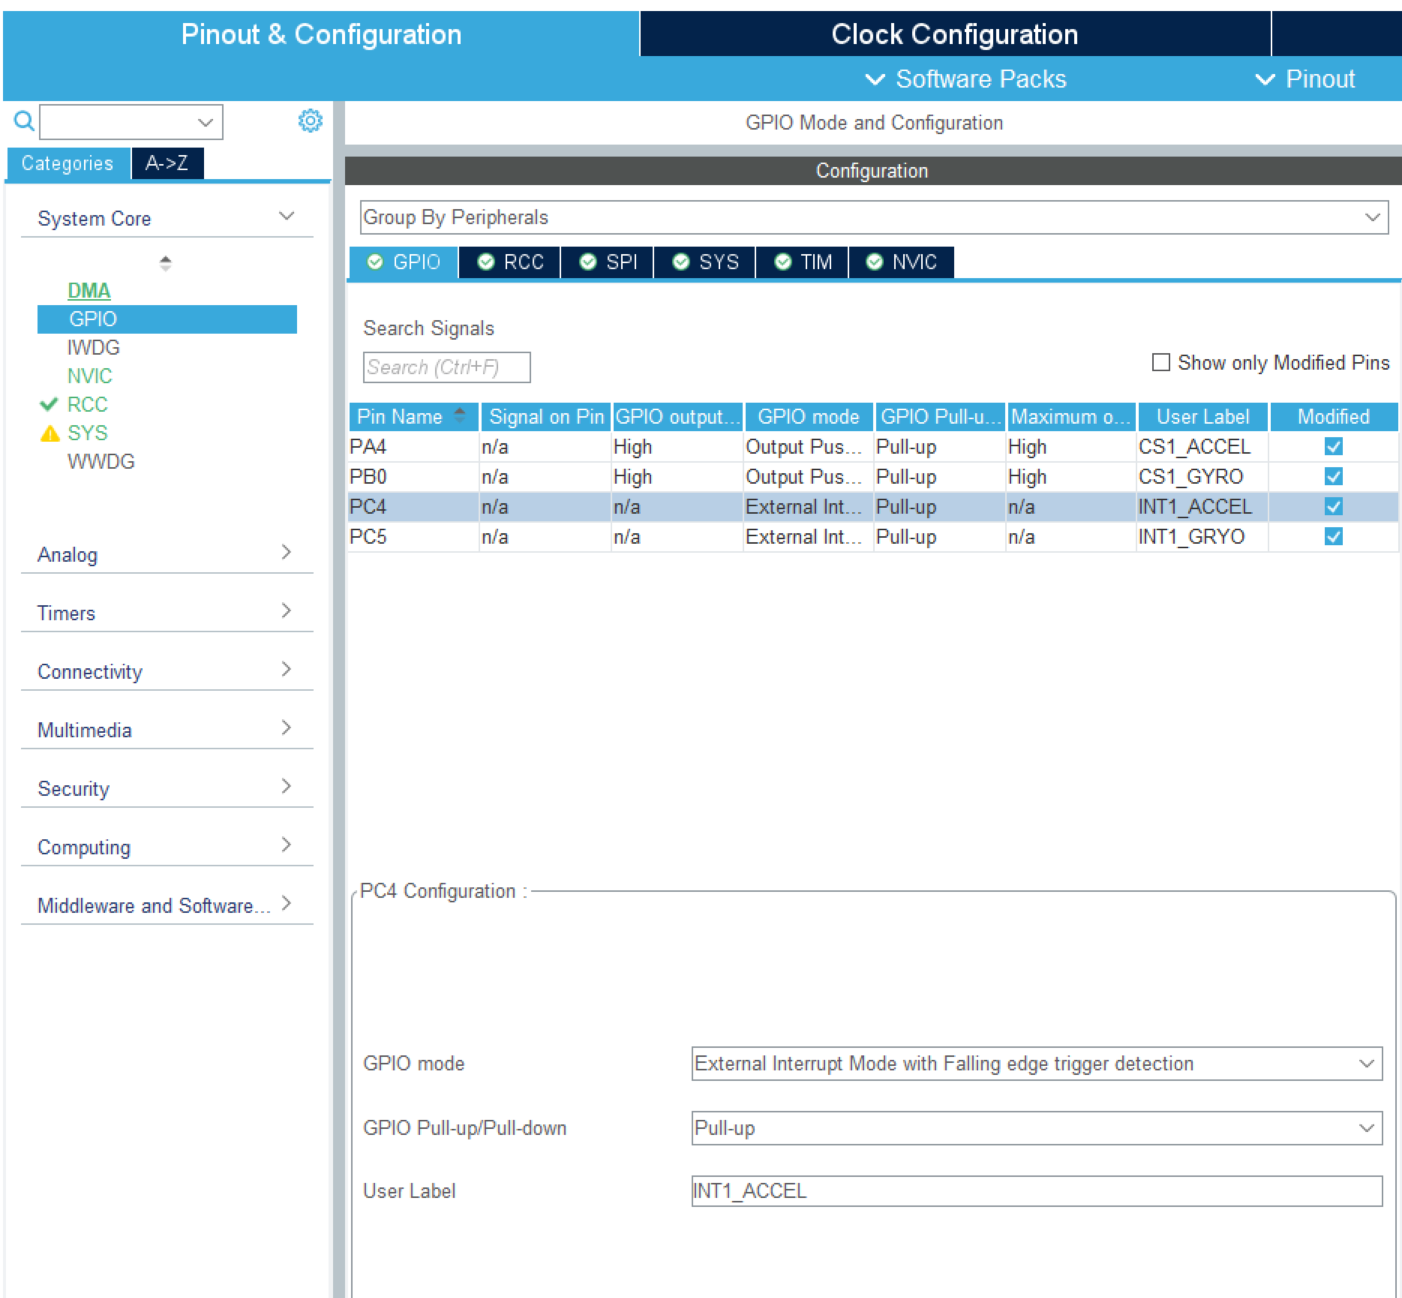 Pinout & Configuration
Clock Configuration
Software Packs
Pinout
GPIO Mode and Configuration
Categories
A->Z
Configuration
System Core
Group By Peripherals
GPIO
RCC
SPI
SYS
TIM
NVIC
DMA
GPIO
IWDG
NVIC
RCC
SYS
WWDG
Search Signals
Search (Ctrl+F)
Show only Modified Pins
Pin Name Signal on Pin GPIO output... GPIO mode GPIO Pull-u... Maximum o... User Label Modified
PA4 n/a High Output Pus... Pull-up High CS1_ACCEL
PB0 n/a High Output Pus... Pull-up High CS1_GYRO
PC4 n/a n/a External Int... Pull-up n/a INT1_ACCEL
PC5 n/a n/a External Int... Pull-up n/a INT1_GRYO
Analog
Timers
Connectivity
Multimedia
Security
Computing
Middleware and Software...
PC4 Configuration :
GPIO mode
External Interrupt Mode with Falling edge trigger detection
GPIO Pull-up/Pull-down
Pull-up
User Label
INT1_ACCEL